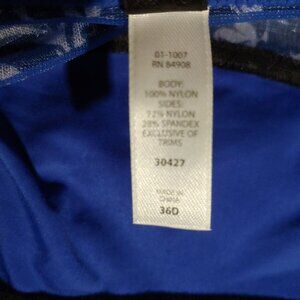 01-1007
RN 84908
BODY:
100% NYLON
SIDES:
72% NYLON
28% SPANDEX
EXCLUSIVE OF
TRIMS
30427
MADE IN
CHINA
36D